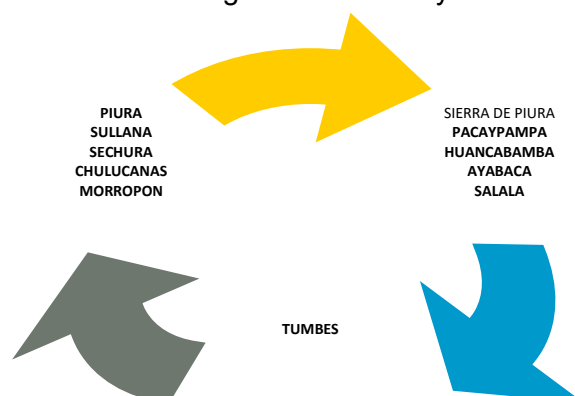 PIURA
SULLANA
SECHURA
CHULUCANAS
MORROPON
SIERRA DE PIURA
PACAYPAMPA
HUANCABAMBA
AYABACA
SALALA
TUMBES